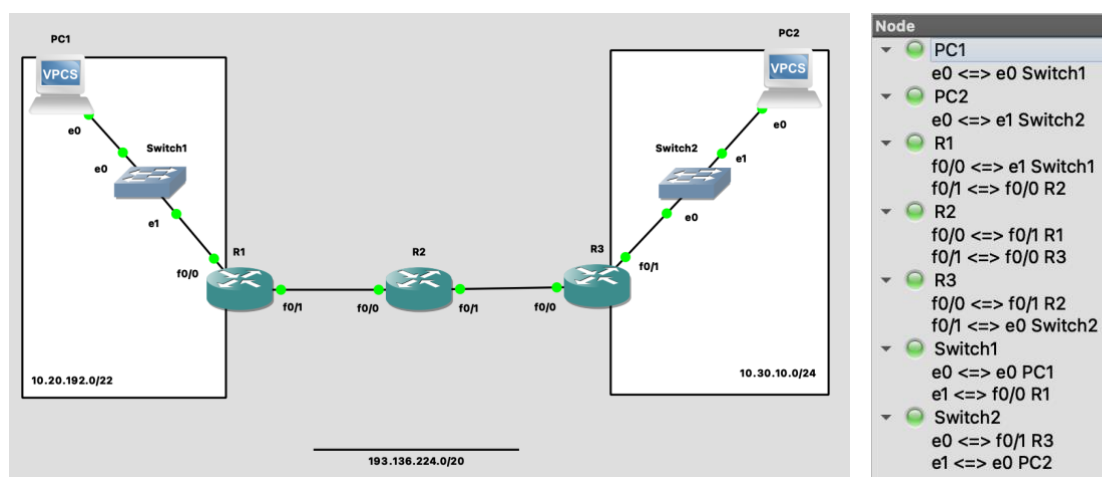 PC1
VPCS
e0
Switch1
e0
e1
R1
f0/0
f0/1
R2
f0/0
f0/1
R3
f0/0
f0/1
Switch2
e0
e1
PC2
VPCS
e0
10.20.192.0/22
10.30.10.0/24
193.136.224.0/20
Node
PC1
e0 <=> e0 Switch1
PC2
e0 <=> e1 Switch2
R1
f0/0 <=> e1 Switch1
f0/1 <=> f0/0 R2
R2
f0/0 <=> f0/1 R1
f0/1 <=> f0/0 R3
R3
f0/0 <=> f0/1 R2
f0/1 <=> e0 Switch2
Switch1
e0 <=> e0 PC1
e1 <=> f0/0 R1
Switch2
e0 <=> f0/1 R3
e1 <=> e0 PC2